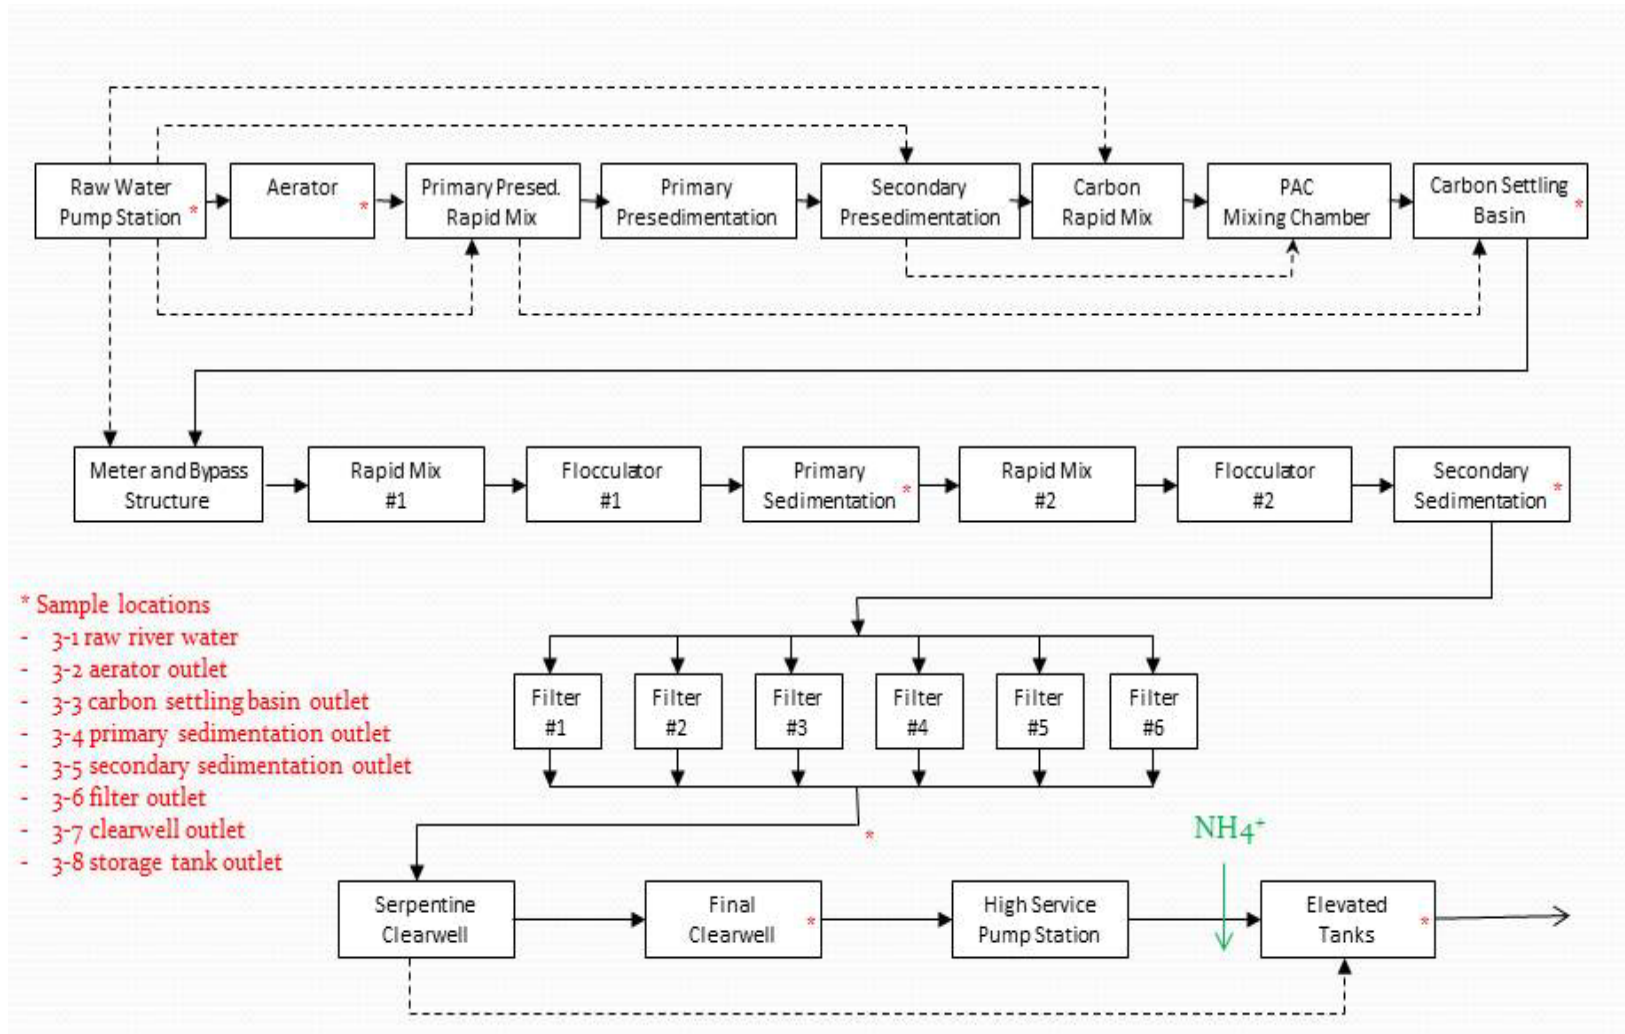 Raw Water
Pump Station *
Aerator
*
Primary Presed.
Rapid Mix
Primary
Presedimentation
Secondary
Presedimentation
Carbon
Rapid Mix
PAC
Mixing Chamber
Carbon Settling
Basin *
Meter and Bypass
Structure
Rapid Mix
#1
Flocculator
#1
Primary
Sedimentation *
Rapid Mix
#2
Flocculator
#2
Secondary
Sedimentation *
* Sample locations
- 3-1 raw river water
- 3-2 aerator outlet
- 3-3 carbon settling basin outlet
- 3-4 primary sedimentation outlet
- 3-5 secondary sedimentation outlet
- 3-6 filter outlet
- 3-7 clearwell outlet
- 3-8 storage tank outlet
Filter
#1
Filter
#2
Filter
#3
Filter
#4
Filter
#5
Filter
#6
*
NH4+
Serpentine
Clearwell
Final
Clearwell *
High Service
Pump Station
Elevated
Tanks *